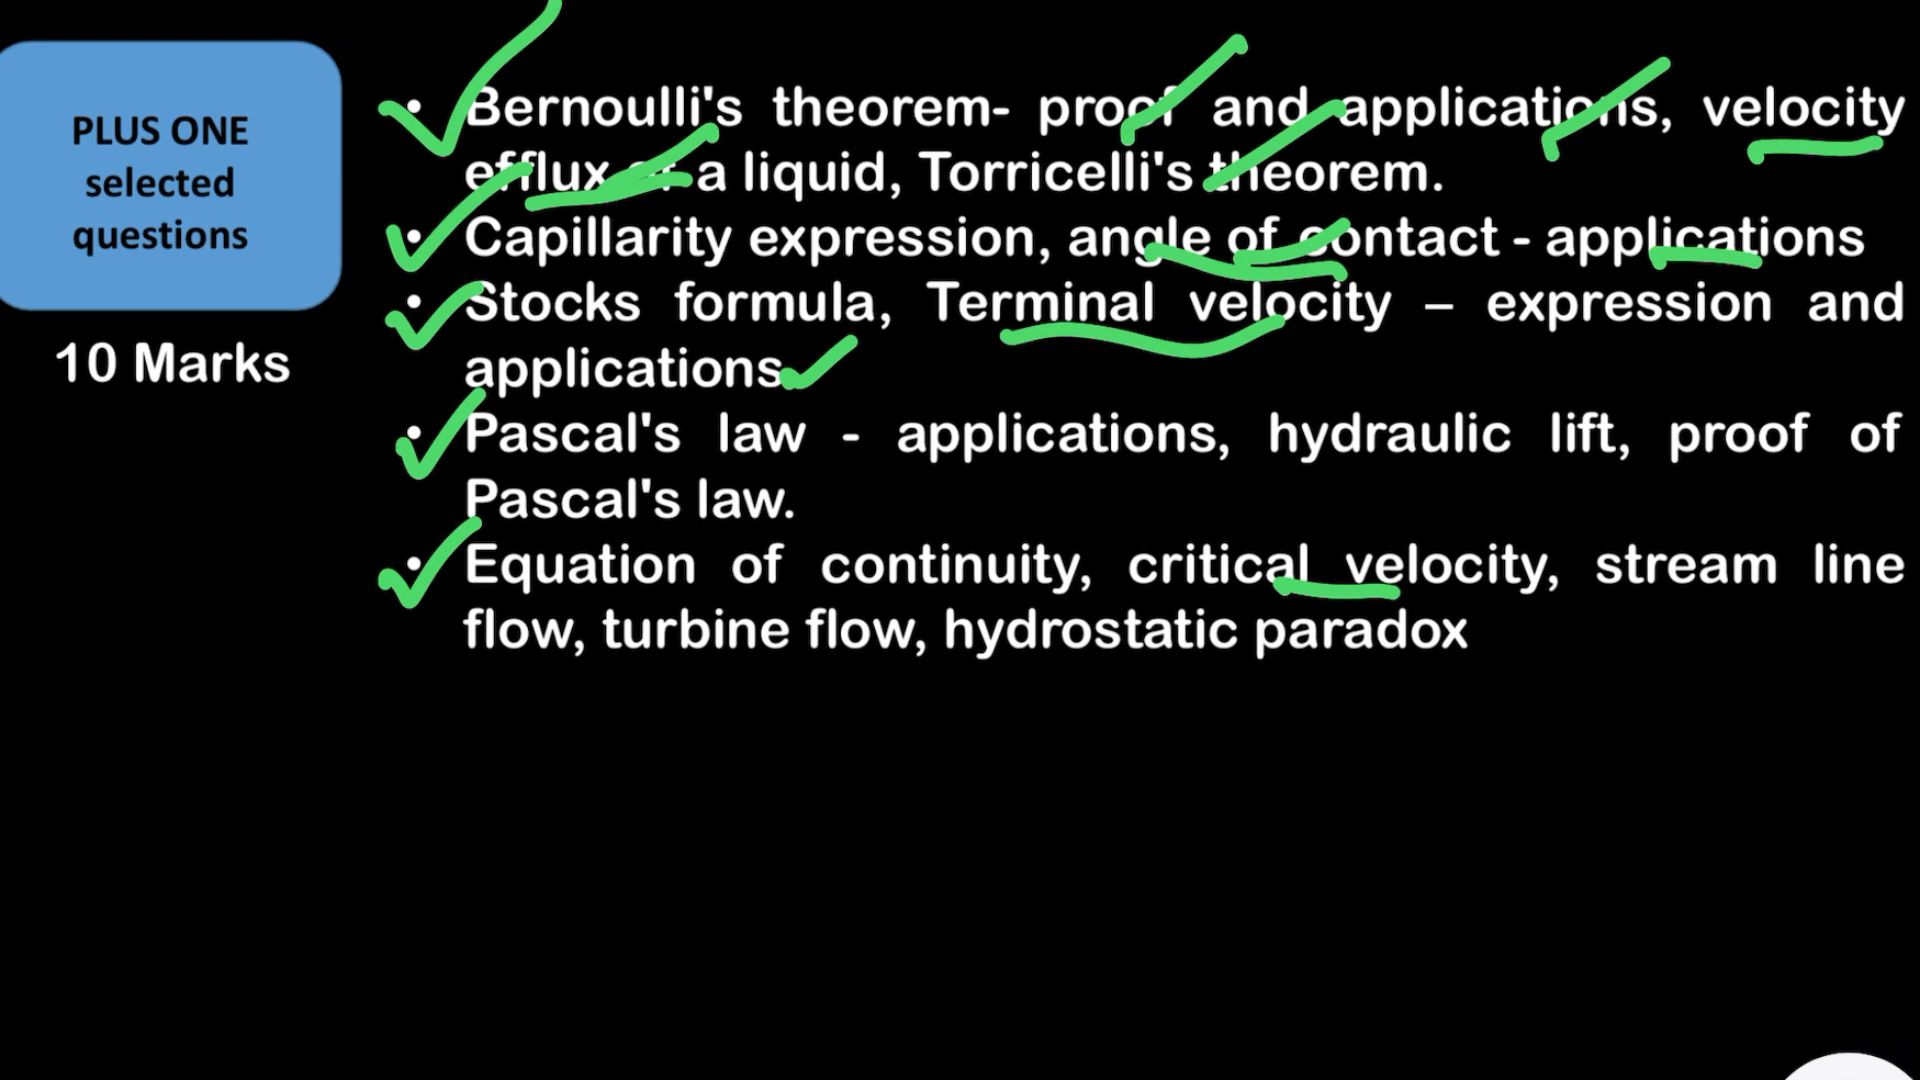 PLUS ONE
selected
questions
10 Marks
• Bernoulli's theorem- proof and applications, velocity
efflux of a liquid, Torricelli's theorem.
• Capillarity expression, angle of contact - applications
• Stocks formula, Terminal velocity – expression and
applications
• Pascal's law - applications, hydraulic lift, proof of
Pascal's law.
• Equation of continuity, critical velocity, stream line
flow, turbine flow, hydrostatic paradox